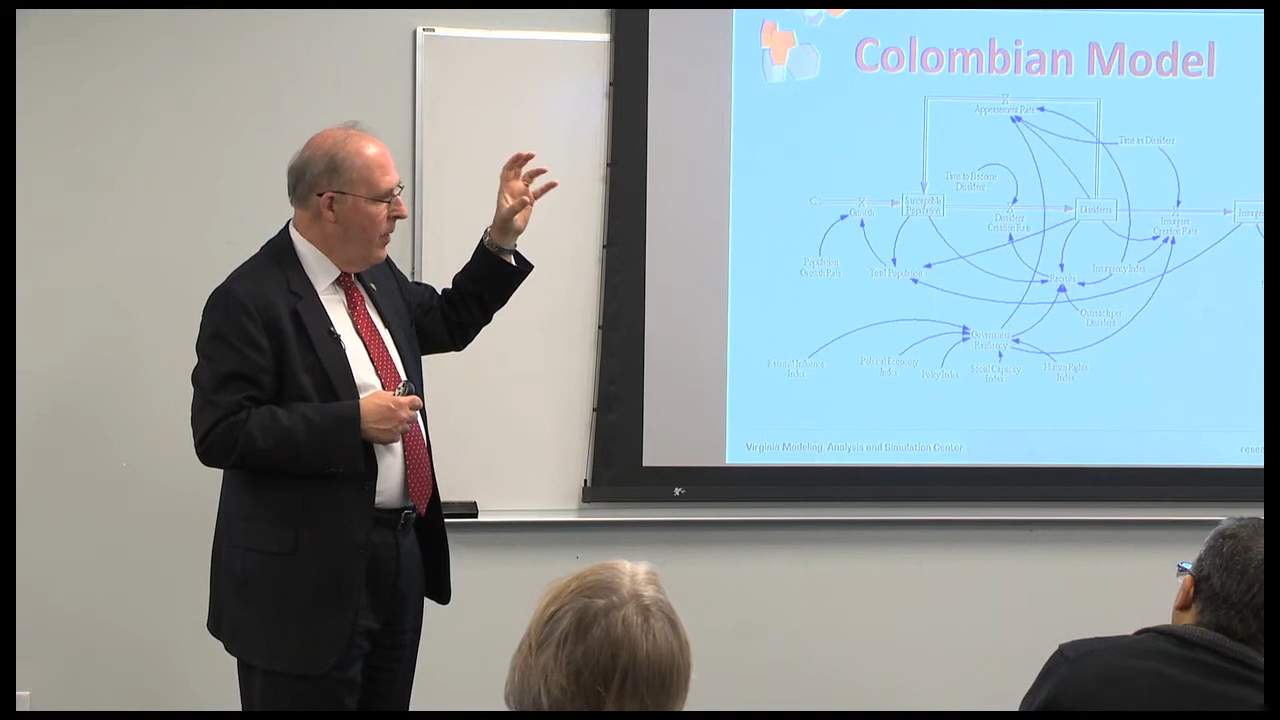 Colombian Model
Appeasement Rate
Time as Dissident
Time to Become
Dissident
Susceptible
Population
Growth
Dissident
Creation Rate
Dissidents
Insurgent
Creation Rate
Population
Growth Rate
Total Population
Recruits
Insurgency Index
Outreach per
Dissident
Government
Resiliency
External Influence
Index
Political Economy
Index
Policy Index
Social Capacity
Index
Human Rights
Index
Virginia Modeling, Analysis and Simulation Center